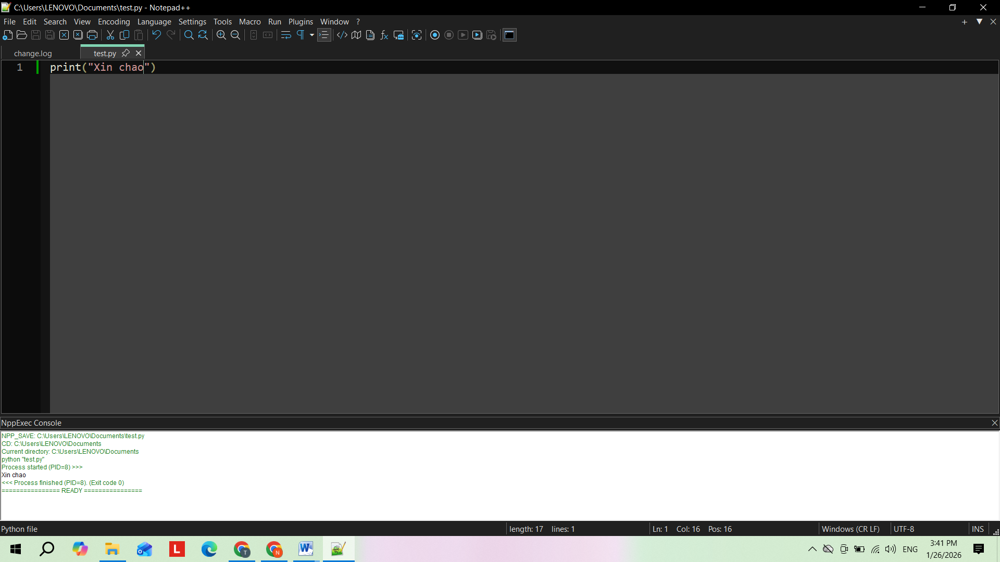 C:\Users\LENOVO\Documents\test.py - Notepad++
File Edit Search View Encoding Language Settings Tools Macro Run Plugins Window ?
change.log test.py
1 print("Xin chao")
NppExec Console
NPP_SAVE: C:\Users\LENOVO\Documents\test.py
CD: C:\Users\LENOVO\Documents
Current directory: C:\Users\LENOVO\Documents
python "test.py"
Process started (PID=8) >>>
Xin chao
<<< Process finished (PID=8). (Exit code 0)
================ READY ================
Python file length: 17 lines: 1 Ln: 1 Col: 16 Pos: 16 Windows (CR LF) UTF-8 INS
L T N W ENG 3:41 PM
1/26/2026